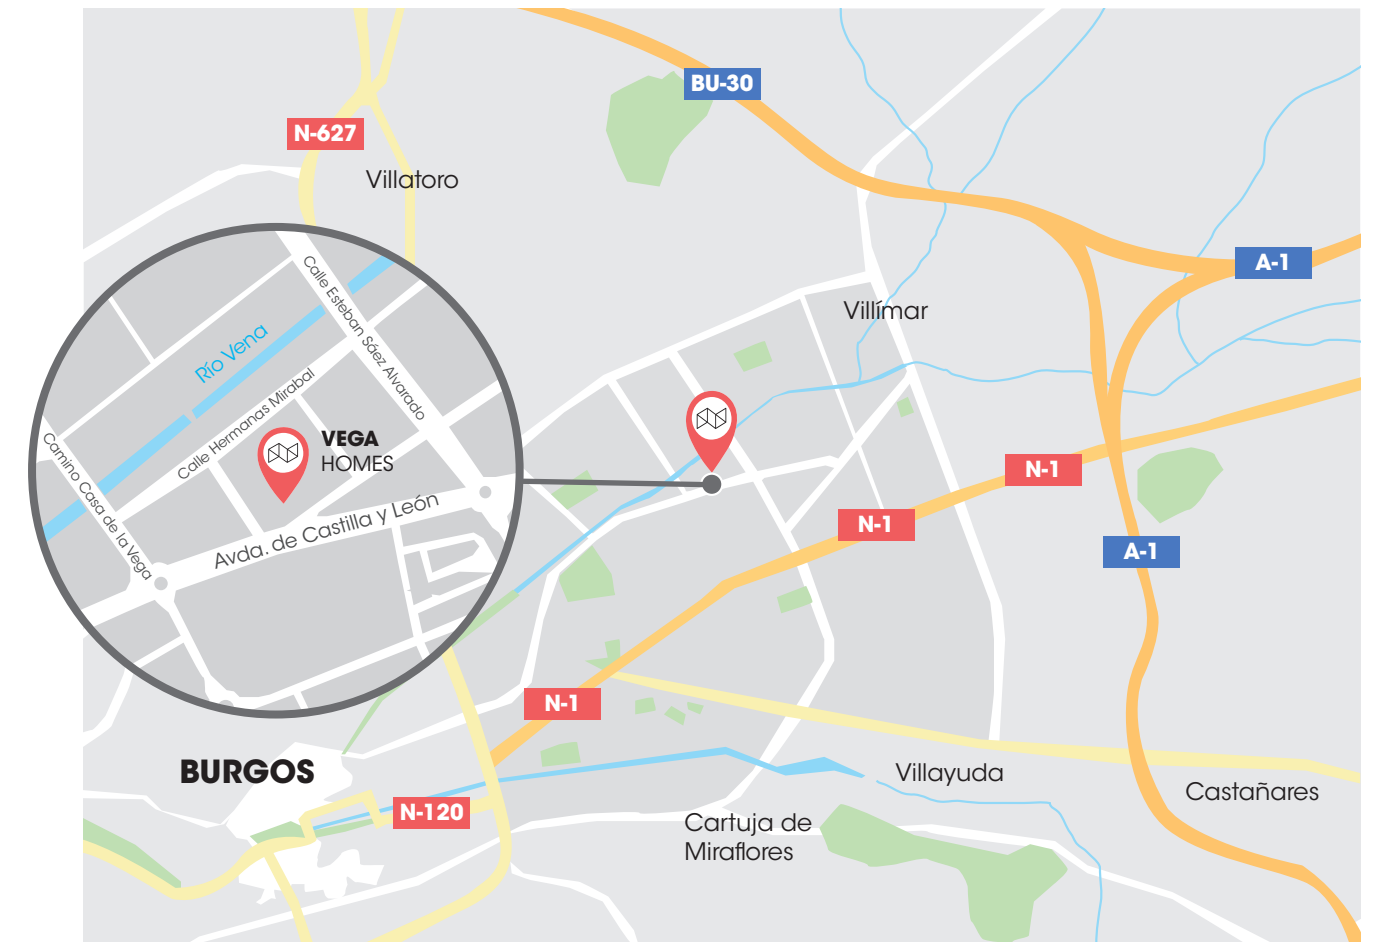 BU-30
N-627
Villatoro
A-1
Villímar
Calle Esteban Sáez Alvarado
Río Vena
Calle Hermanas Mirabal
VEGA
HOMES
Camino Casa de la Vega
Avda. de Castilla y León
N-1
N-1
A-1
N-1
BURGOS
Villayuda
Castañares
N-120
Cartuja de
Miraflores